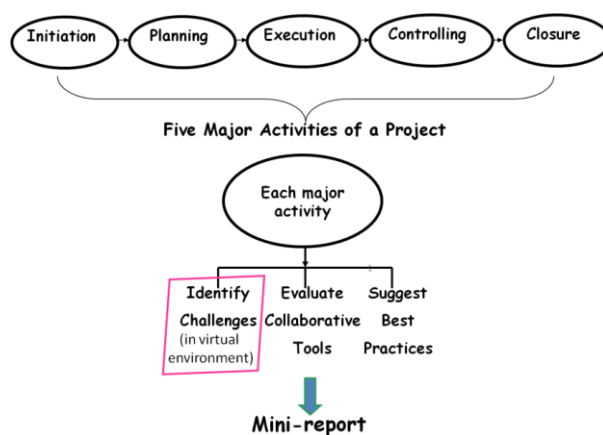 Initiation Planning Execution Controlling Closure
Five Major Activities of a Project
Each major
activity
Identify
Challenges
(in virtual
environment)
Evaluate
Collaborative
Tools
Suggest
Best
Practices
Mini-report